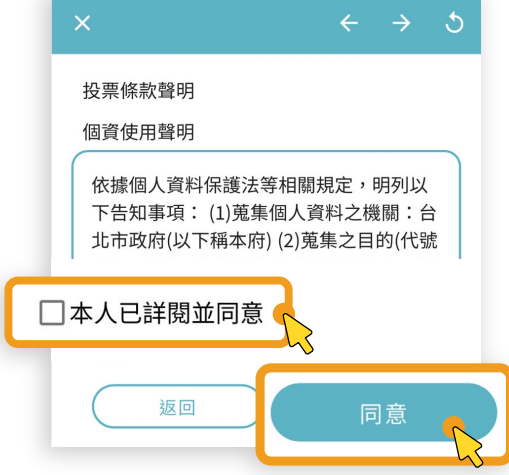 投票條款聲明
個資使用聲明
依據個人資料保護法等相關規定，明列以
下告知事項： (1)蒐集個人資料之機關：台
北市政府(以下稱本府) (2)蒐集之目的(代號
本人已詳閱並同意
返回
同意